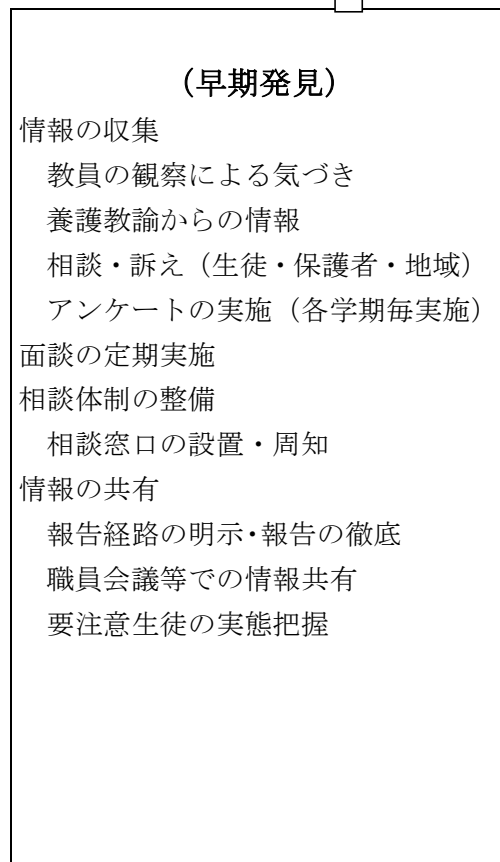 （早期発見）
情報の収集
教員の観察による気づき
養護教諭からの情報
相談・訴え（生徒・保護者・地域）
アンケートの実施（各学期毎実施）
面談の定期実施
相談体制の整備
相談窓口の設置・周知
情報の共有
報告経路の明示・報告の徹底
職員会議等での情報共有
要注意生徒の実態把握